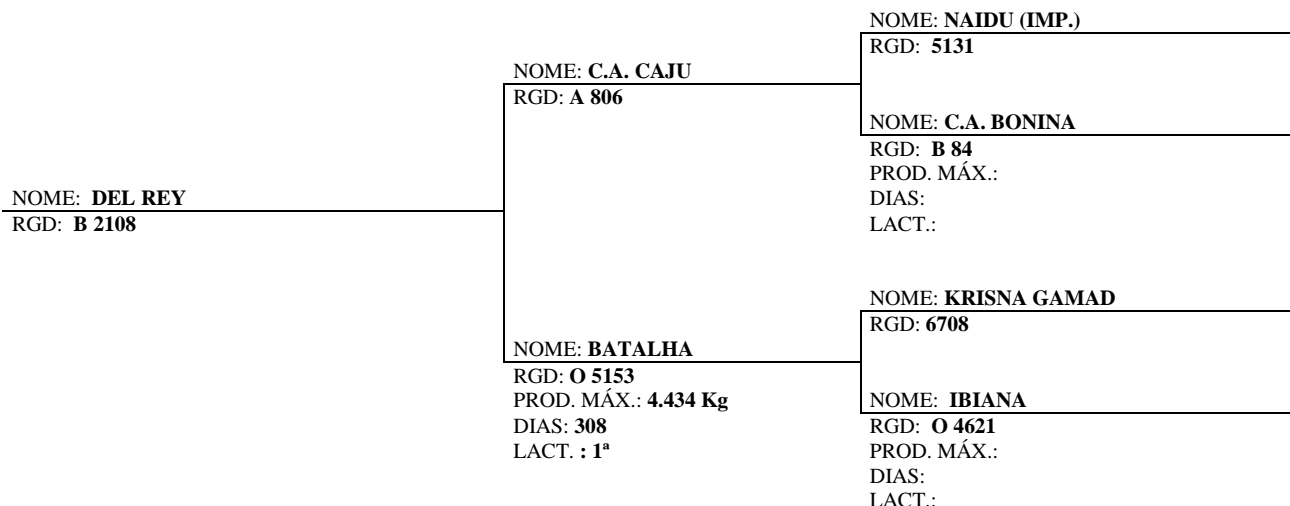 NOME: NAIDU (IMP.)
RGD: 5131
NOME: C.A. CAJU
RGD: A 806
NOME: C.A. BONINA
RGD: B 84
PROD. MÁX.:
DIAS:
LACT.:
NOME: DEL REY
RGD: B 2108
NOME: KRISNA GAMAD
RGD: 6708
NOME: BATALHA
RGD: O 5153
PROD. MÁX.: 4.434 Kg
DIAS: 308
LACT. : 1ª
NOME: IBIANA
RGD: O 4621
PROD. MÁX.:
DIAS:
LACT.: